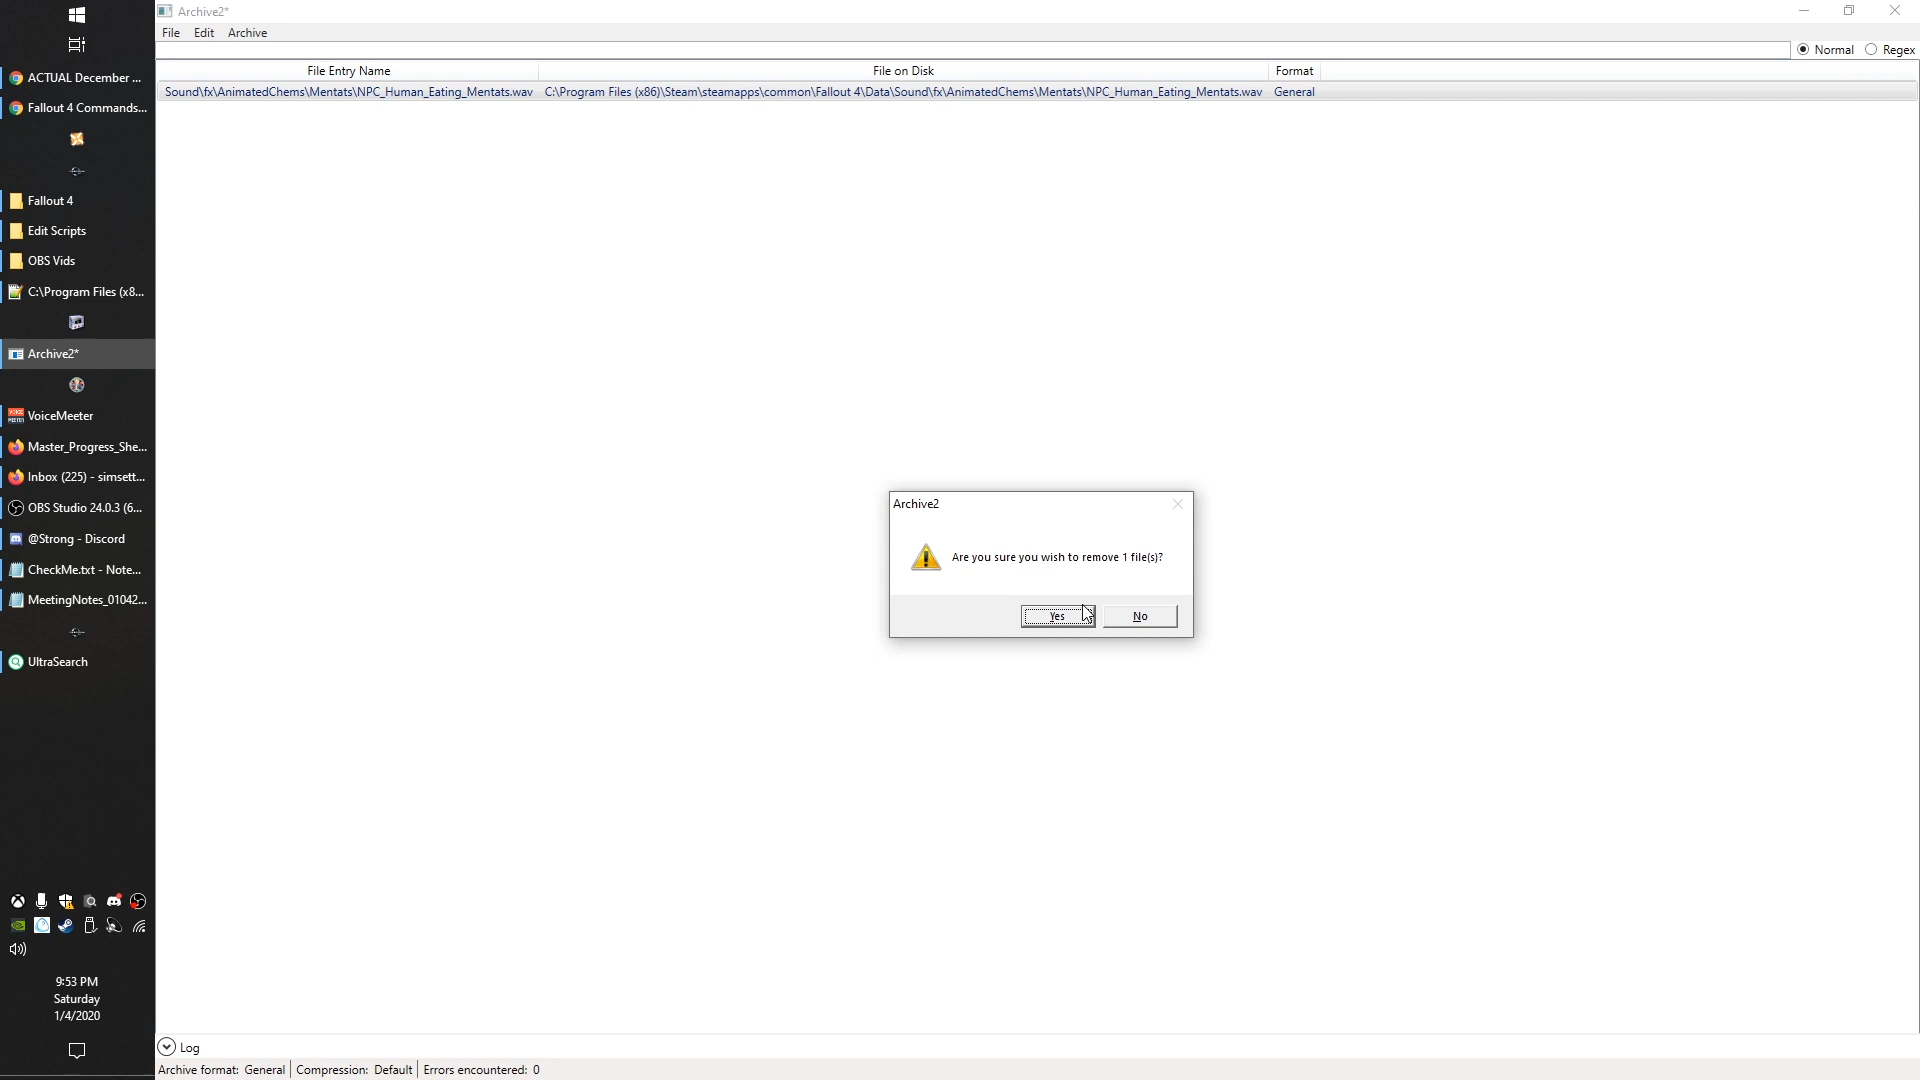 Archive2*
File Edit Archive
Normal Regex
File Entry Name File on Disk Format
Sound\fx\AnimatedChems\Mentats\NPC_Human_Eating_Mentats.wav C:\Program Files (x86)\Steam\steamapps\common\Fallout 4\Data\Sound\fx\AnimatedChems\Mentats\NPC_Human_Eating_Mentats.wav General
ACTUAL December ...
Fallout 4 Commands...
Fallout 4
Edit Scripts
OBS Vids
C:\Program Files (x8...
Archive2*
VoiceMeeter
Master_Progress_She...
Inbox (225) - simsett...
OBS Studio 24.0.3 (6...
@Strong - Discord
CheckMe.txt - Note...
MeetingNotes_01042...
UltraSearch
9:53 PM
Saturday
1/4/2020
Archive2
Are you sure you wish to remove 1 file(s)?
Yes No
Log
Archive format: General Compression: Default Errors encountered: 0